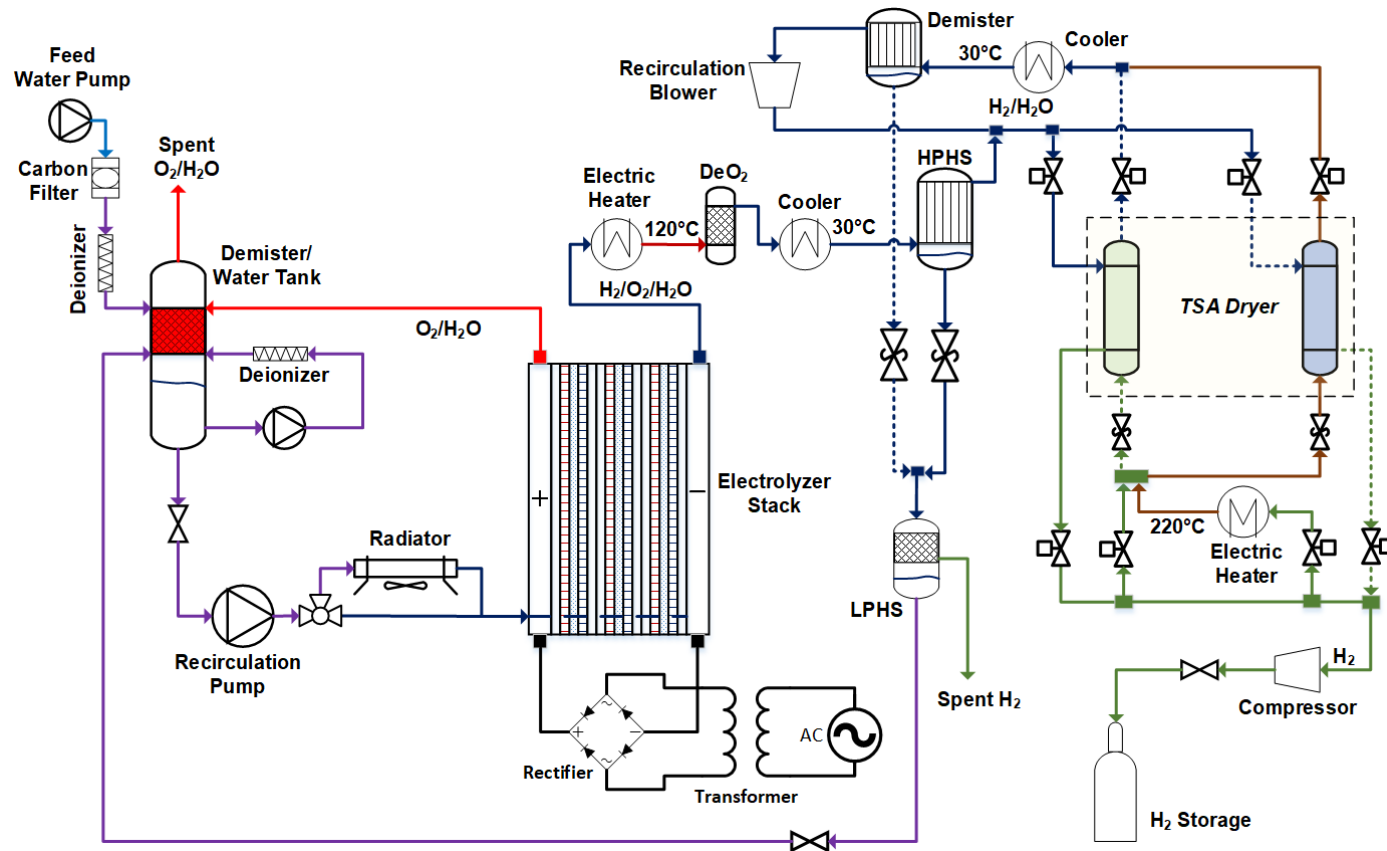 Feed
Water Pump
Carbon
Filter
Deionizer
Spent
O₂/H₂O
Demister/
Water Tank
O₂/H₂O
Deionizer
Recirculation
Pump
Radiator
Electric
Heater
120°C
DeO₂
Cooler
30°C
H₂/O₂/H₂O
+
−
Electrolyzer
Stack
Rectifier
~
+
−
~
Transformer
AC
Demister
Recirculation
Blower
30°C
Cooler
H₂/H₂O
HPHS
LPHS
Spent H₂
TSA Dryer
220°C
Electric
Heater
H₂
Compressor
H₂ Storage